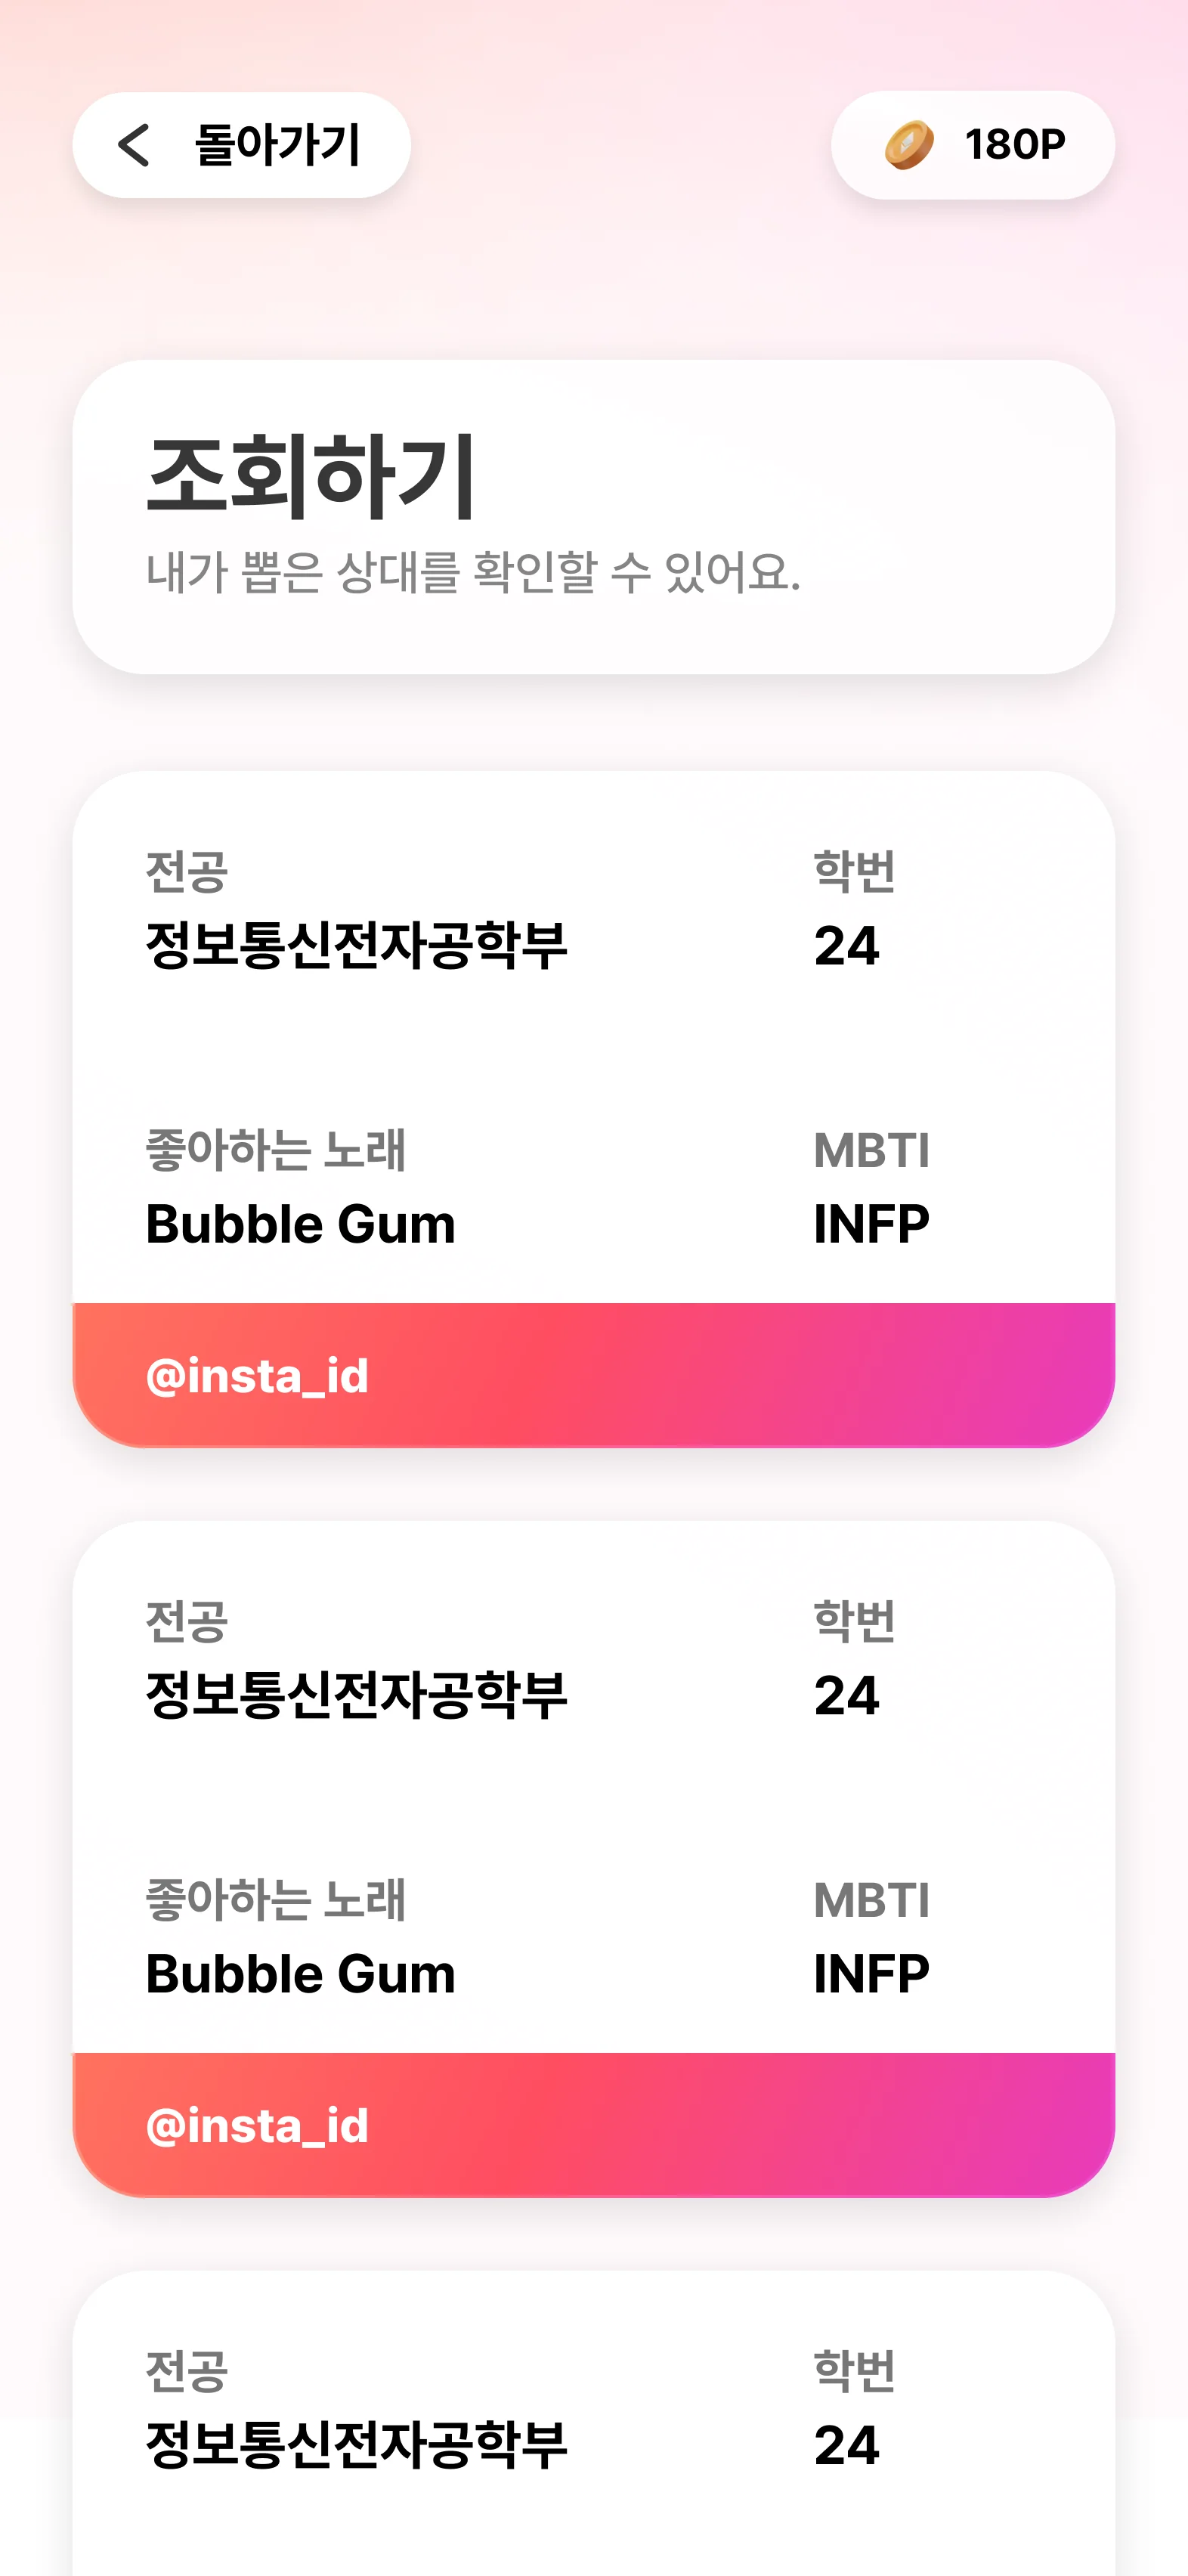 돌아가기
180P
조회하기
내가 뽑은 상대를 확인할 수 있어요.
전공 학번
정보통신전자공학부 24
좋아하는 노래 MBTI
Bubble Gum INFP
@insta_id
전공 학번
정보통신전자공학부 24
좋아하는 노래 MBTI
Bubble Gum INFP
@insta_id
전공 학번
정보통신전자공학부 24